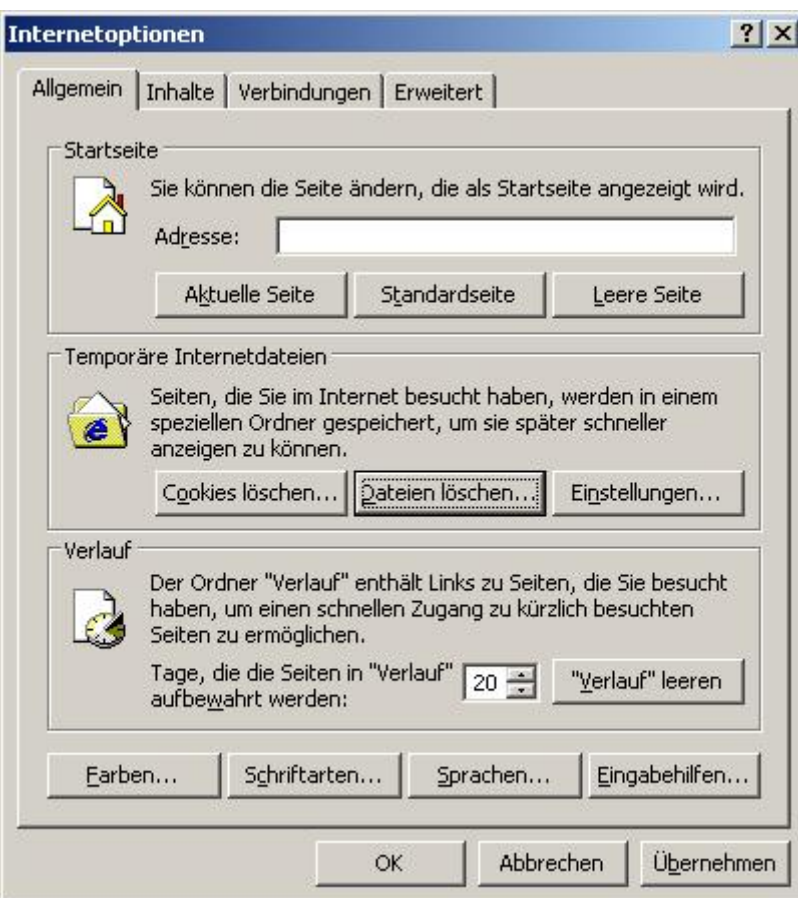 Internetoptionen
Allgemein Inhalte Verbindungen Erweitert
Startseite
Sie können die Seite ändern, die als Startseite angezeigt wird.
Adresse:
Aktuelle Seite Standardseite Leere Seite
Temporäre Internetdateien
Seiten, die Sie im Internet besucht haben, werden in einem
speziellen Ordner gespeichert, um sie später schneller
anzeigen zu können.
Cookies löschen... Dateien löschen... Einstellungen...
Verlauf
Der Ordner "Verlauf" enthält Links zu Seiten, die Sie besucht
haben, um einen schnellen Zugang zu kürzlich besuchten
Seiten zu ermöglichen.
Tage, die die Seiten in "Verlauf"
aufbewahrt werden:
20 "Verlauf" leeren
Farben... Schriftarten... Sprachen... Eingabehilfen...
OK Abbrechen Übernehmen